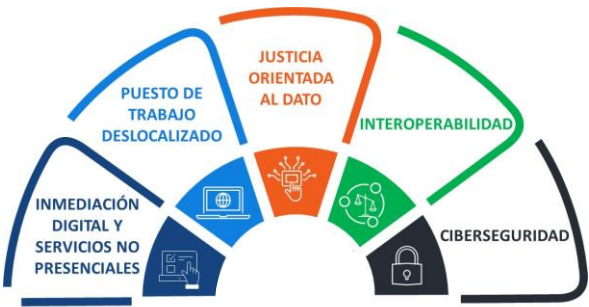 INMEDIACIÓN
DIGITAL Y
SERVICIOS NO
PRESENCIALES
PUESTO DE
TRABAJO
DESLOCALIZADO
JUSTICIA
ORIENTADA
AL DATO
INTEROPERABILIDAD
CIBERSEGURIDAD